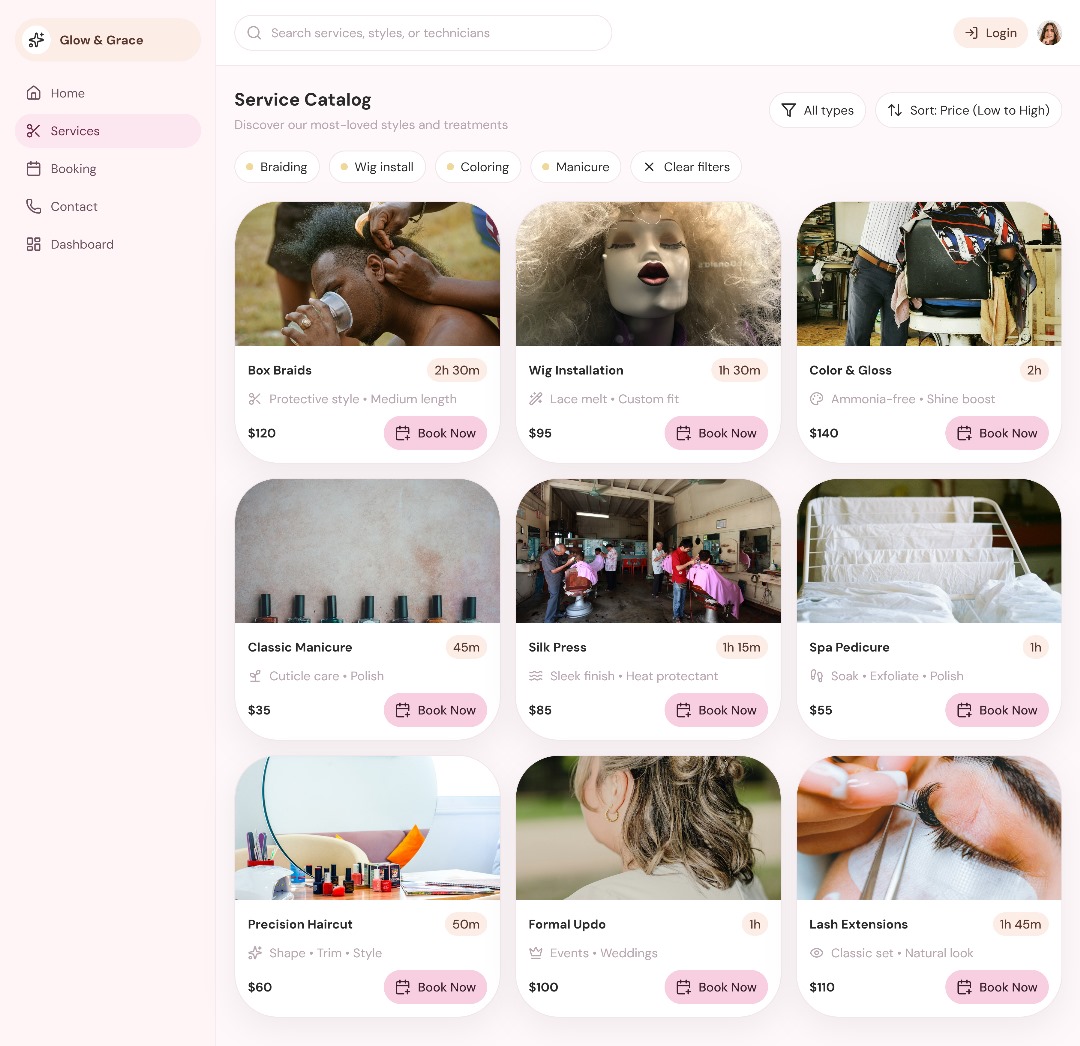 Glow & Grace
Home
Services
Booking
Contact
Dashboard
Search services, styles, or technicians
Login
Service Catalog
Discover our most-loved styles and treatments
All types
Sort: Price (Low to High)
Braiding
Wig install
Coloring
Manicure
Clear filters
Box Braids
2h 30m
Protective style • Medium length
$120
Book Now
Wig Installation
1h 30m
Lace melt • Custom fit
$95
Book Now
Color & Gloss
2h
Ammonia-free • Shine boost
$140
Book Now
Classic Manicure
45m
Cuticle care • Polish
$35
Book Now
Silk Press
1h 15m
Sleek finish • Heat protectant
$85
Book Now
Spa Pedicure
1h
Soak • Exfoliate • Polish
$55
Book Now
Precision Haircut
50m
Shape • Trim • Style
$60
Book Now
Formal Updo
1h
Events • Weddings
$100
Book Now
Lash Extensions
1h 45m
Classic set • Natural look
$110
Book Now